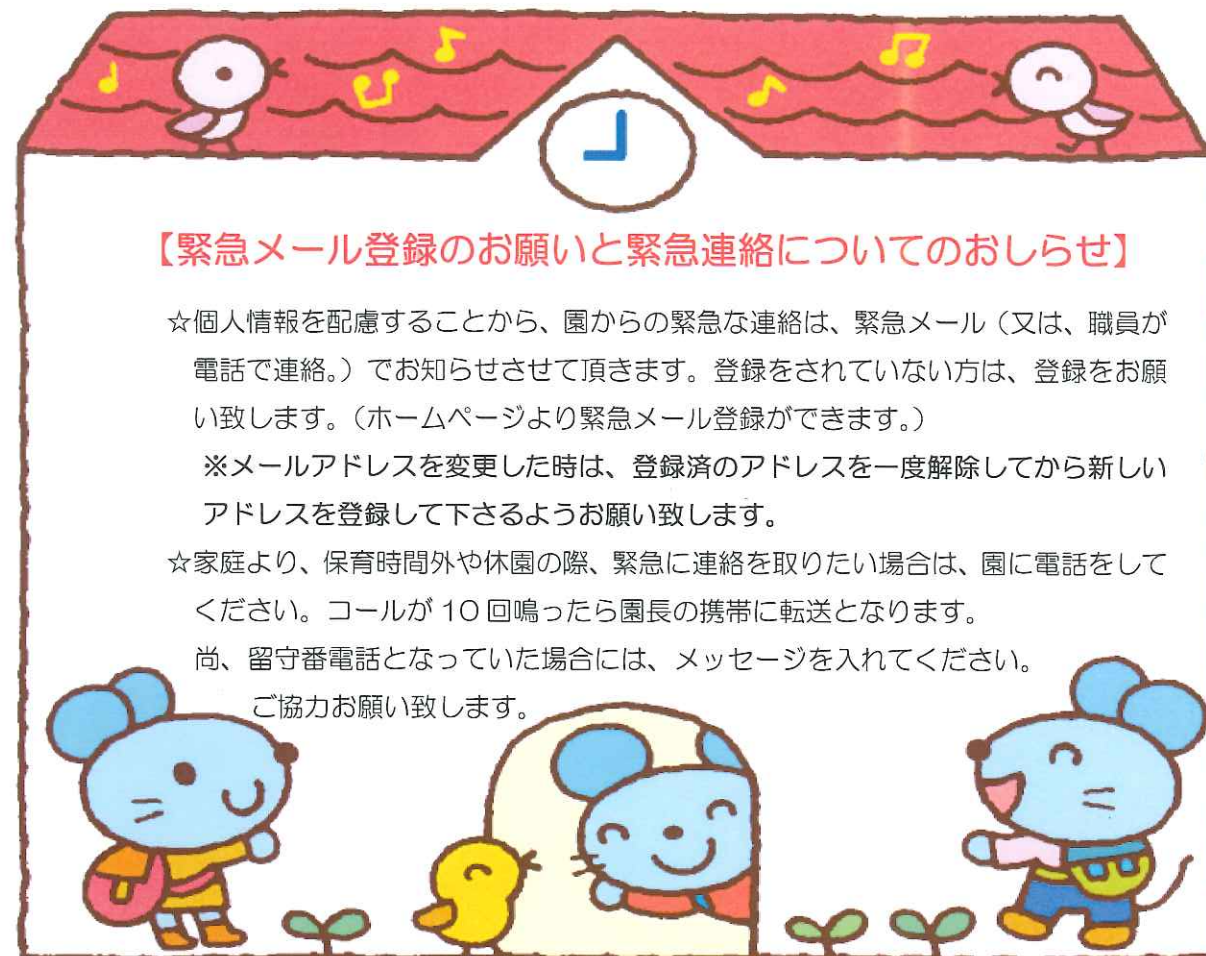 【緊急メール登録のお願いと緊急連絡についてのおしらせ】
☆個人情報を配慮することから、園からの緊急な連絡は、緊急メール（又は、職員が
電話で連絡。）でお知らせさせて頂きます。登録をされていない方は、登録をお願
い致します。（ホームページより緊急メール登録ができます。）
※メールアドレスを変更した時は、登録済のアドレスを一度解除してから新しい
アドレスを登録して下さるようお願い致します。
☆家庭より、保育時間外や休園の際、緊急に連絡を取りたい場合は、園に電話をして
ください。コールが 10 回鳴ったら園長の携帯に転送となります。
尚、留守番電話となっていた場合には、メッセージを入れてください。
ご協力お願い致します。